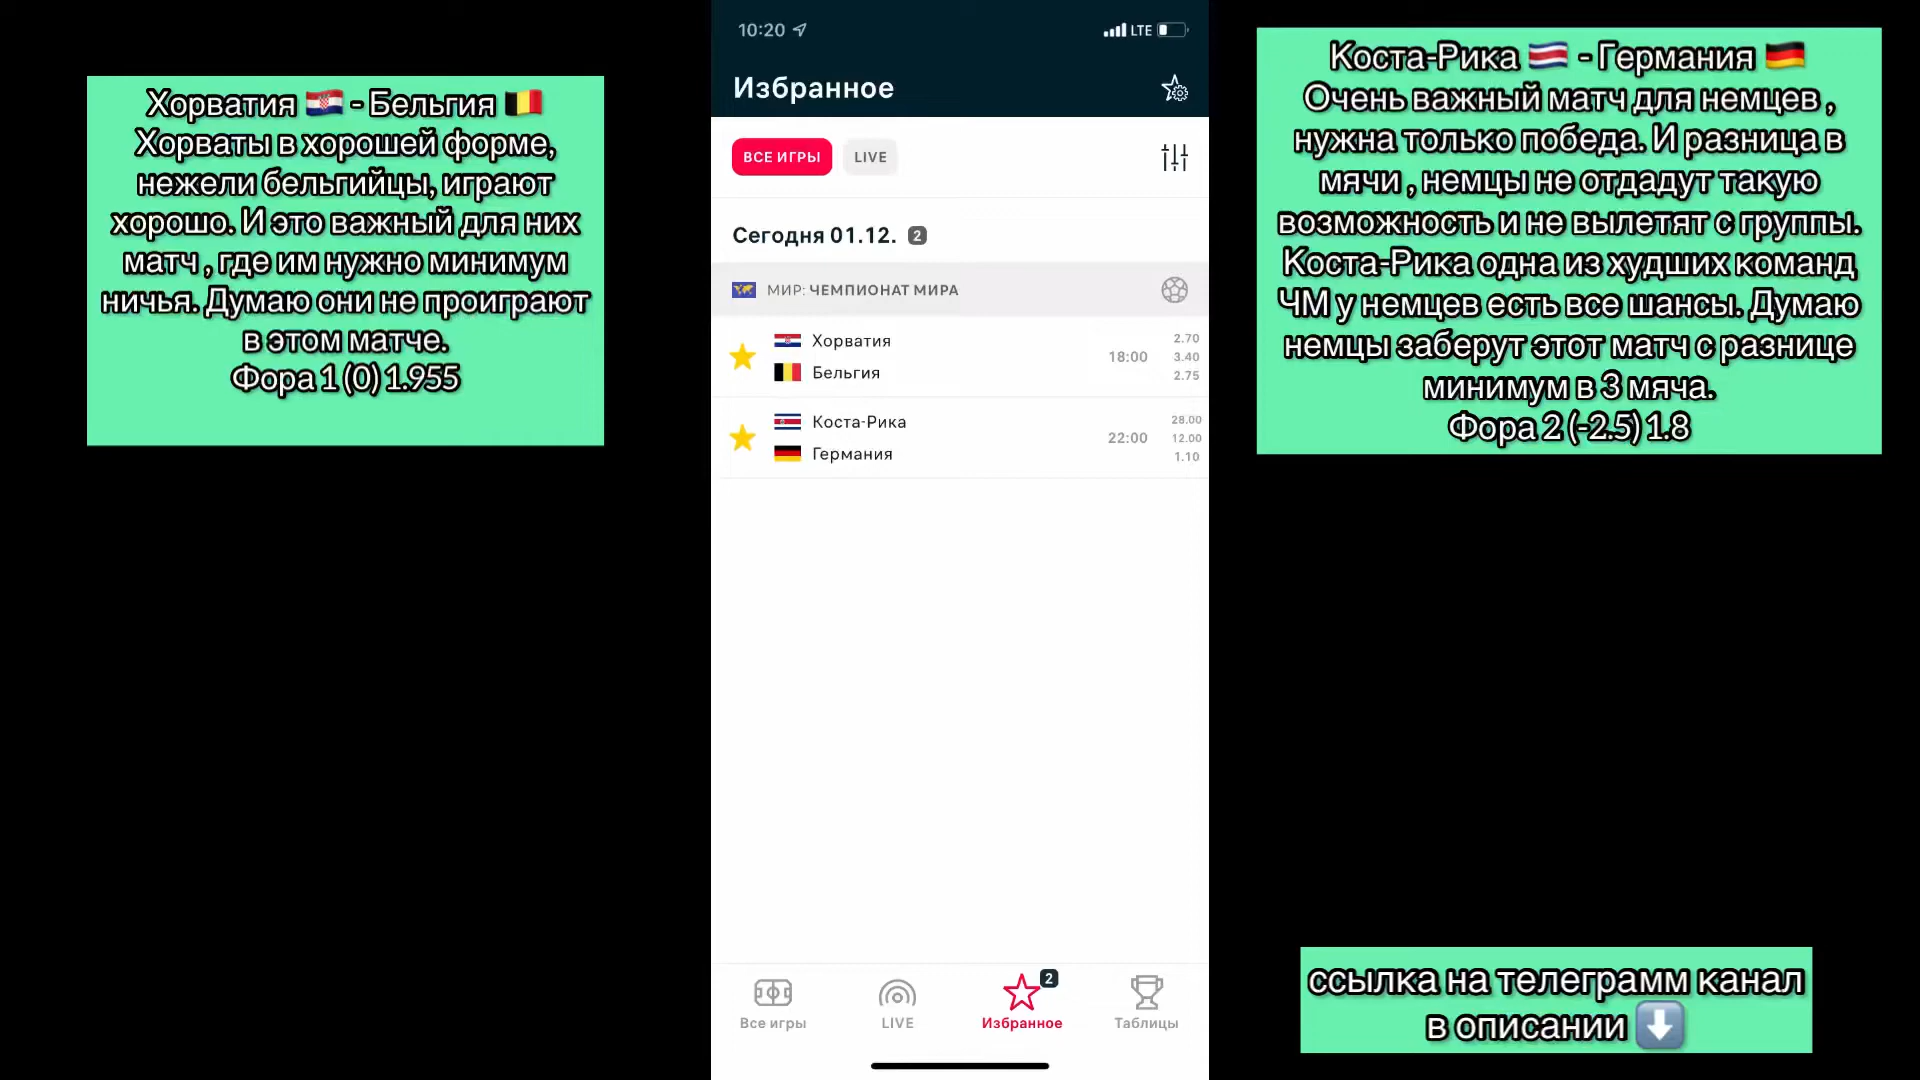 Хорватия 🇭🇷 - Бельгия 🇧🇪
Хорваты в хорошей форме,
нежели бельгийцы, играют
хорошо. И это важный для них
матч , где им нужно минимум
ничья. Думаю они не проиграют
в этом матче.
Фора 1 (0) 1.955
10:20
LTE
Избранное
ВСЕ ИГРЫ
LIVE
Сегодня 01.12. 2
МИР: ЧЕМПИОНАТ МИРА
Хорватия
Бельгия
18:00
2.70
3.40
2.75
Коста-Рика
Германия
22:00
28.00
12.00
1.10
Все игры
LIVE
2
Избранное
Таблицы
Коста-Рика 🇨🇷 - Германия 🇩🇪
Очень важный матч для немцев ,
нужна только победа. И разница в
мячи , немцы не отдадут такую
возможность и не вылетят с группы.
Коста-Рика одна из худших команд
ЧМ у немцев есть все шансы. Думаю
немцы заберут этот матч с разнице
минимум в 3 мяча.
Фора 2 (-2.5) 1.8
ссылка на телеграмм канал
в описании ⬇️